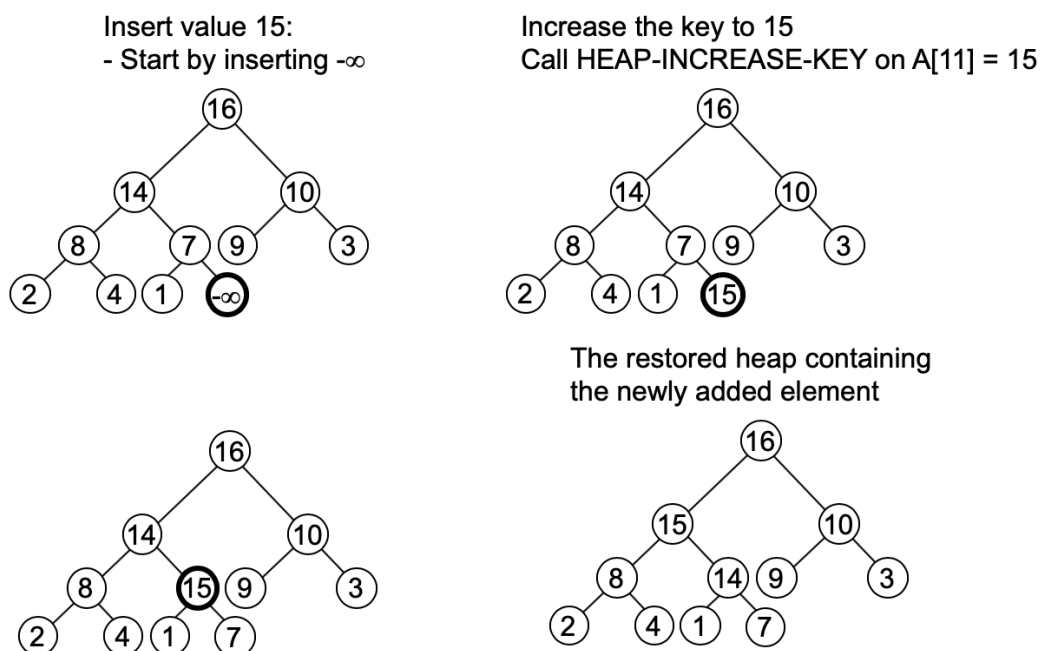 Insert value 15:
- Start by inserting -∞
16
14 10
8 7 9 3
2 4 1 -∞
Increase the key to 15
Call HEAP-INCREASE-KEY on A[11] = 15
16
14 10
8 7 9 3
2 4 1 15
16
14 10
8 15 9 3
2 4 1 7
The restored heap containing
the newly added element
16
15 10
8 14 9 3
2 4 1 7